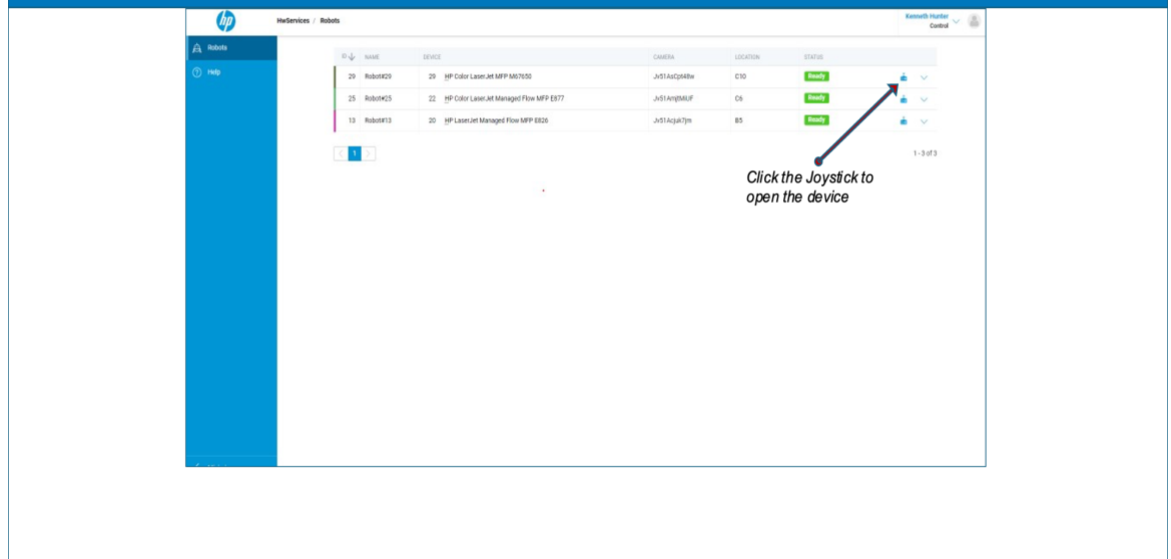 hp
HwServices / Robots
Kenneth Hunter
Control
Robots
Help
NAME DEVICE CAMERA LOCATION STATUS
29 Robot#29 29 HP Color LaserJet MFP M67650 C10 Ready
25 Robot#25 22 HP Color LaserJet Managed Flow MFP E877 C6 Ready
13 Robot#13 20 HP LaserJet Managed Flow MFP E826 B5 Ready
1
1 - 3 of 3
Click the Joystick to
open the device